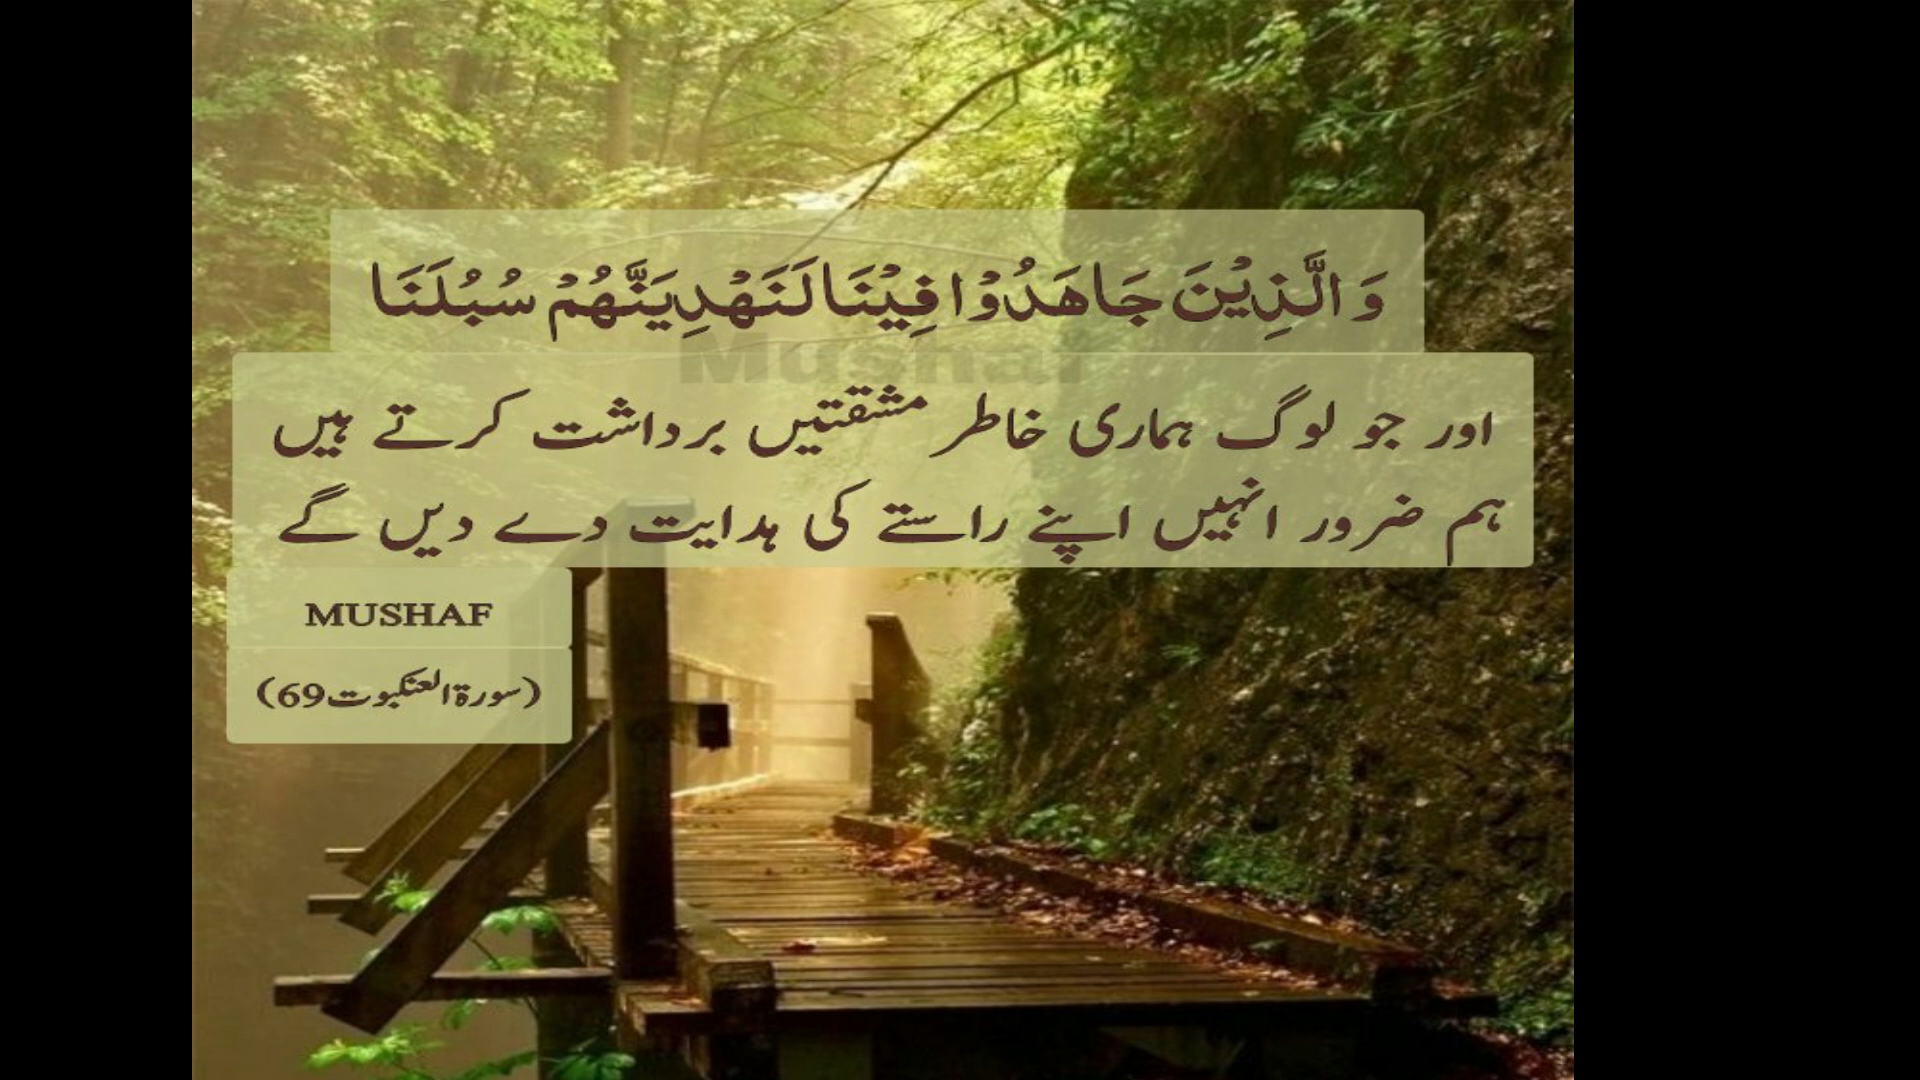 وَالَّذِيْنَ جَاهَدُوْا فِيْنَا لَنَهْدِيَنَّهُمْ سُبُلَنَا
Mushaf
اور جو لوگ ہماری خاطر مشقتیں برداشت کرتے ہیں
ہم ضرور انہیں اپنے راستے کی ہدایت دے دیں گے
MUSHAF
(سورۃ العنکبوت 69)